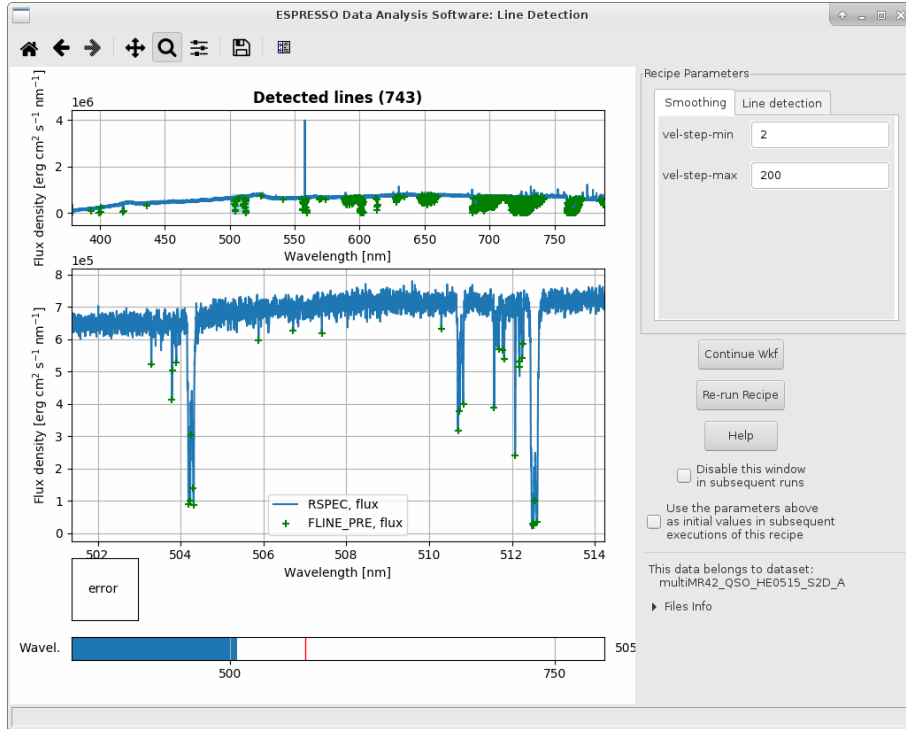 ESPRESSO Data Analysis Software: Line Detection
Detected lines (743)
1e6
Flux density [erg cm² s⁻¹ nm⁻¹]
4
2
0
400 450 500 550 600 650 700 750
Wavelength [nm]
1e5
Flux density [erg cm² s⁻¹ nm⁻¹]
8
7
6
5
4
3
2
1
0
RSPEC, flux
FLINE_PRE, flux
502 504 506 508 510 512 514
Wavelength [nm]
error
Wavel.
505
500 750
Recipe Parameters
Smoothing
Line detection
vel-step-min 2
vel-step-max 200
Continue Wkf
Re-run Recipe
Help
Disable this window
in subsequent runs
Use the parameters above
as initial values in subsequent
executions of this recipe
This data belongs to dataset:
multiMR42_QSO_HE0515_S2D_A
Files Info